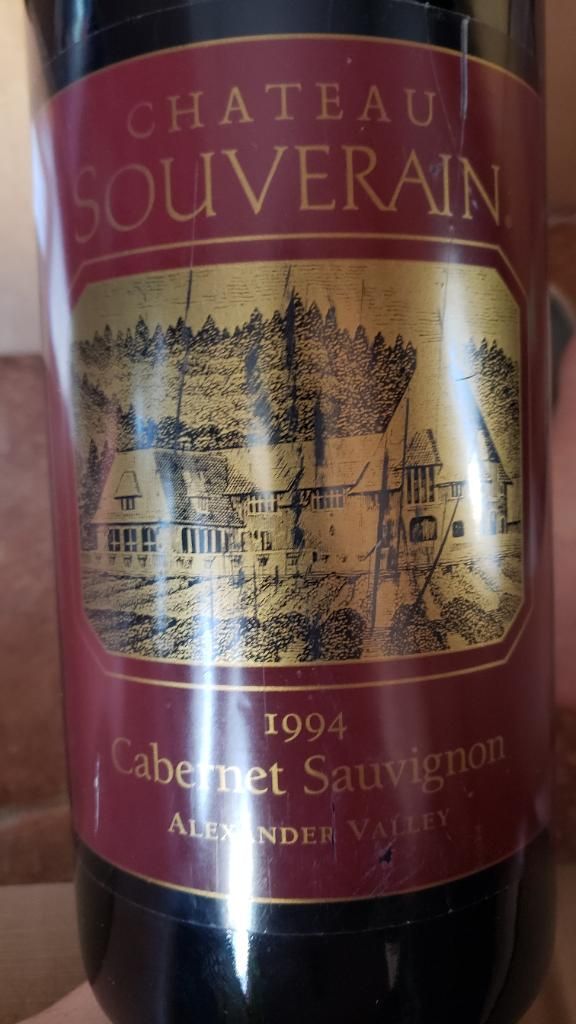 CHATEAU
SOUVERAIN
1994
Cabernet Sauvignon
ALEXANDER VALLEY